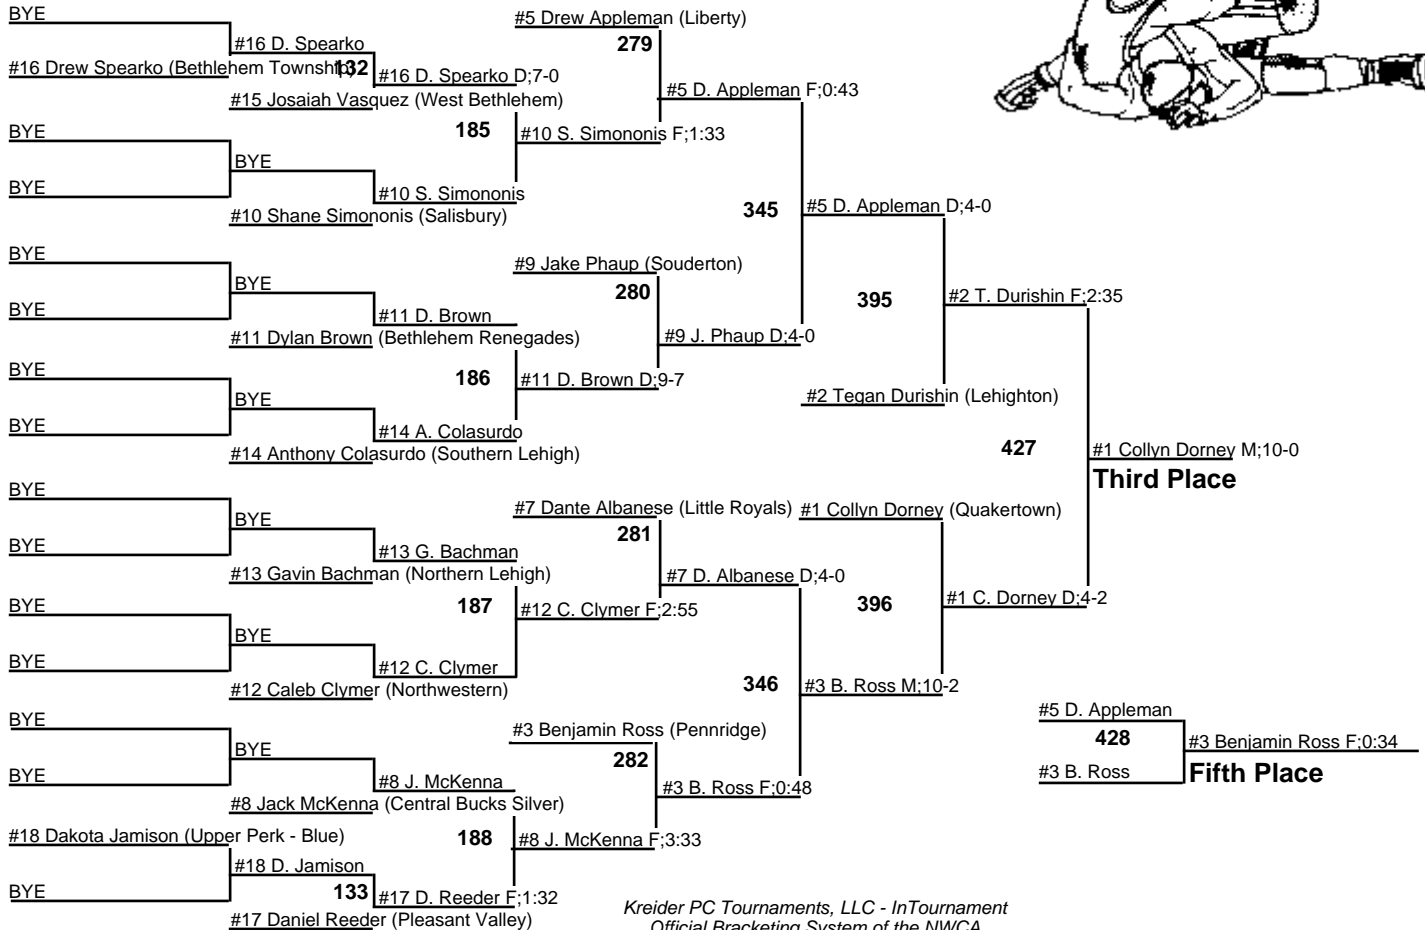 BYE
#16 Drew Spearko (Bethlehem Township)
BYE
BYE
BYE
BYE
BYE
BYE
BYE
BYE
BYE
BYE
BYE
BYE
#18 Dakota Jamison (Upper Perk - Blue)
BYE
#16 D. Spearko
132
#15 Josaiah Vasquez (West Bethlehem)
BYE
#10 Shane Simononis (Salisbury)
BYE
#11 Dylan Brown (Bethlehem Renegades)
BYE
#14 Anthony Colasurdo (Southern Lehigh)
BYE
#13 Gavin Bachman (Northern Lehigh)
BYE
#12 Caleb Clymer (Northwestern)
BYE
#8 Jack McKenna (Central Bucks Silver)
#18 D. Jamison
133
#17 Daniel Reeder (Pleasant Valley)
#16 D. Spearko D;7-0
185
#10 S. Simononis
#11 D. Brown
186
#14 A. Colasurdo
#13 G. Bachman
187
#12 C. Clymer
#8 J. McKenna
188
#17 D. Reeder F;1:32
#5 Drew Appleman (Liberty)
279
#10 S. Simononis F;1:33
#9 Jake Phaup (Souderton)
280
#11 D. Brown D;9-7
#7 Dante Albanese (Little Royals)
281
#12 C. Clymer F;2:55
#3 Benjamin Ross (Pennridge)
282
#8 J. McKenna F;3:33
#5 D. Appleman F;0:43
345
#9 J. Phaup D;4-0
#7 D. Albanese D;4-0
346
#3 B. Ross F;0:48
#5 D. Appleman D;4-0
395
#2 Tegan Durishin (Lehighton)
#1 Collyn Dorney (Quakertown)
396
#3 B. Ross M;10-2
#2 T. Durishin F;2:35
427
#1 C. Dorney D;4-2
#1 Collyn Dorney M;10-0
Third Place
#5 D. Appleman
428
#3 B. Ross
#3 Benjamin Ross F;0:34
Fifth Place
Kreider PC Tournaments, LLC - InTournament
Official Bracketing System of the NWCA